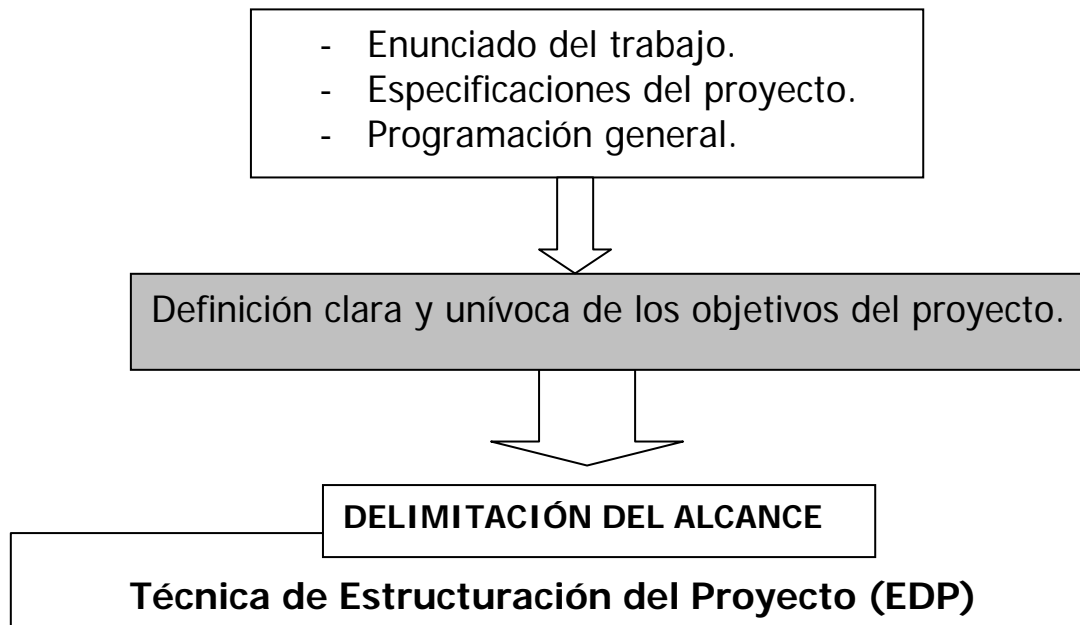 - Enunciado del trabajo.
- Especificaciones del proyecto.
- Programación general.
Definición clara y unívoca de los objetivos del proyecto.
DELIMITACIÓN DEL ALCANCE
Técnica de Estructuración del Proyecto (EDP)